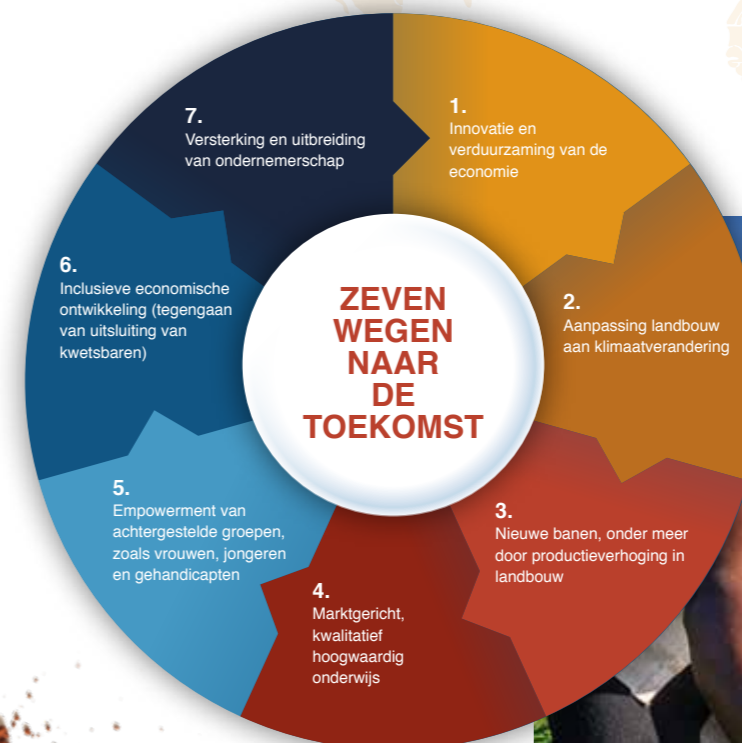 ZEVEN
WEGEN
NAAR
DE
TOEKOMST
1.
Innovatie en
verduurzaming van de
economie
2.
Aanpassing landbouw
aan klimaatverandering
3.
Nieuwe banen, onder meer
door productieverhoging in
landbouw
4.
Marktgericht,
kwalitatief
hoogwaardig
onderwijs
5.
Empowerment van
achtergestelde groepen,
zoals vrouwen, jongeren
en gehandicapten
6.
Inclusieve economische
ontwikkeling (tegengaan
van uitsluiting van
kwetsbaren)
7.
Versterking en uitbreiding
van ondernemerschap